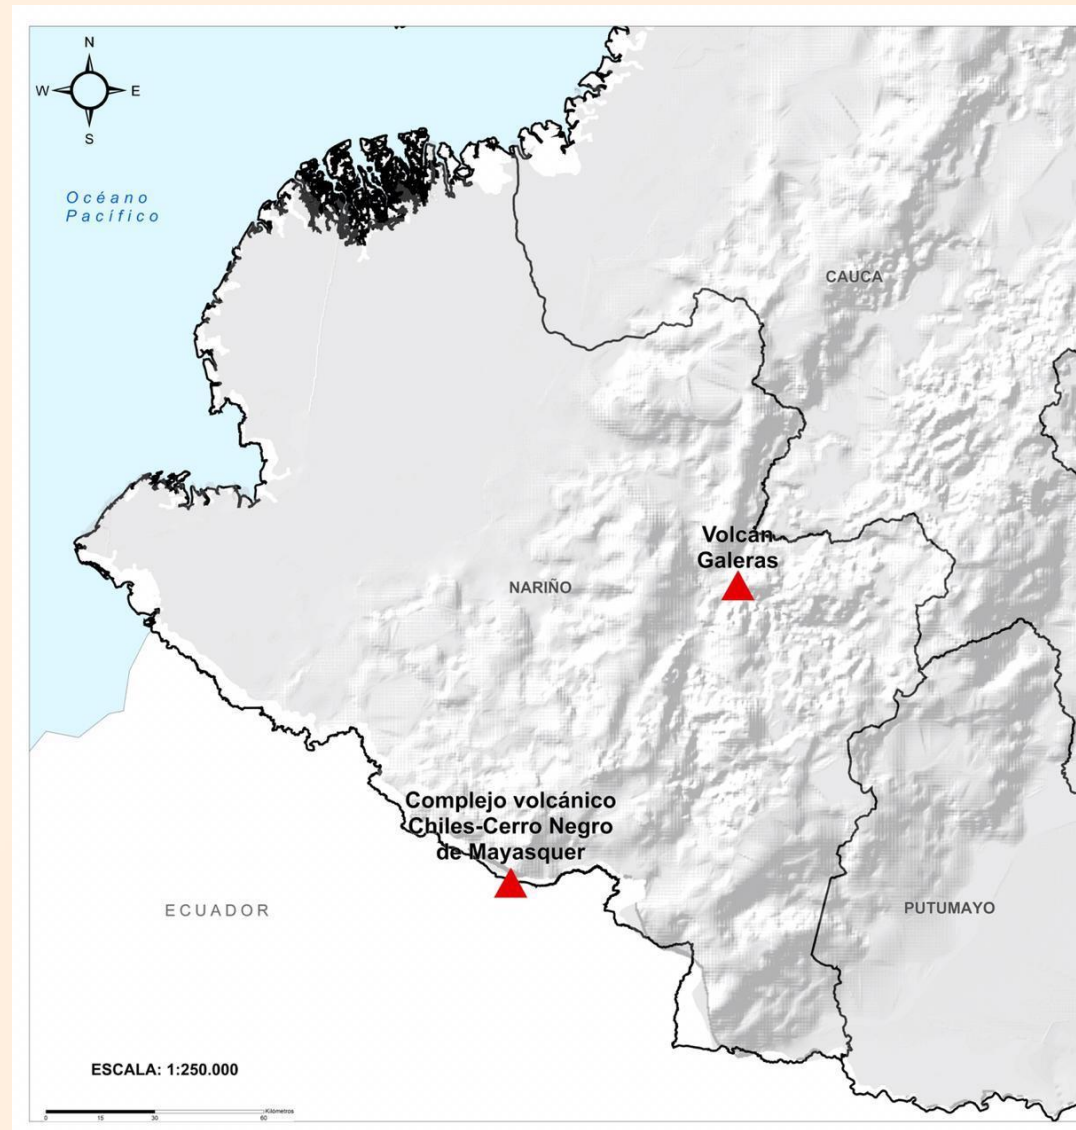 N
W E
S
Océano
Pacífico
CAUCA
Volcán
Galeras
NARIÑO
Complejo volcánico
Chiles-Cerro Negro
de Mayasquer
ECUADOR
PUTUMAYO
ESCALA: 1:250.000
Kilómetros
0 15 30 60